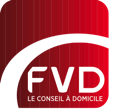 FVD
LE CONSEIL À DOMICILE